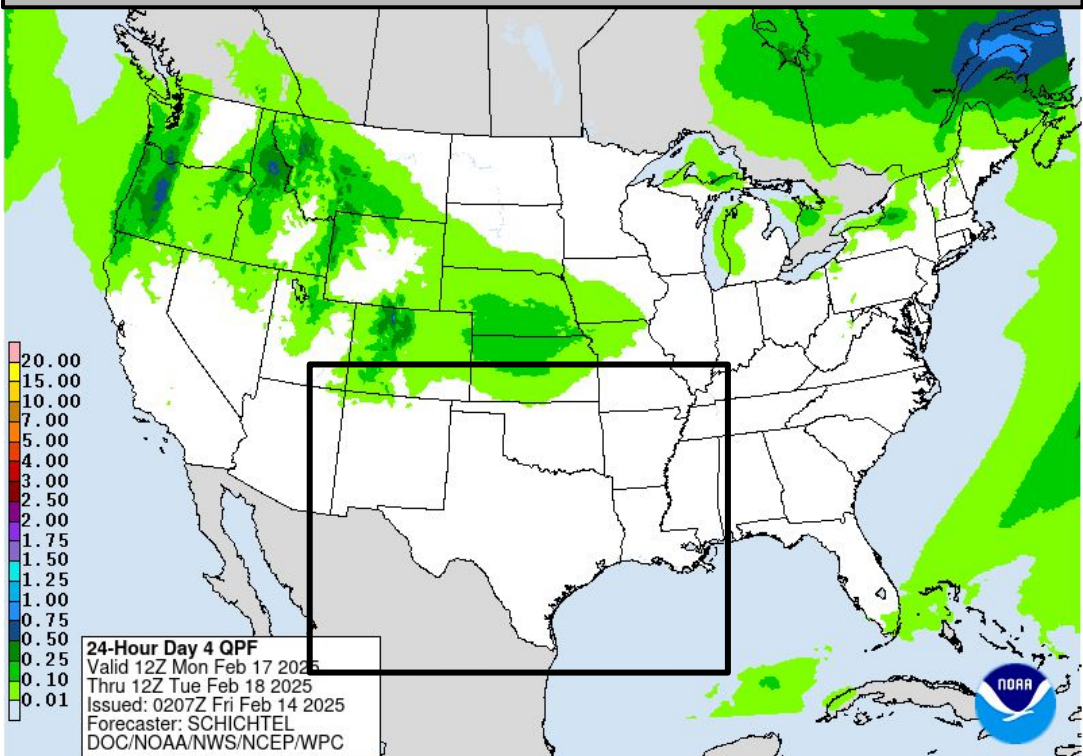 20.00
15.00
10.00
7.00
5.00
4.00
3.00
2.50
2.00
1.75
1.50
1.25
1.00
0.75
0.50
0.25
0.10
0.01
24-Hour Day 4 QPF
Valid 12Z Mon Feb 17 2025
Thru 12Z Tue Feb 18 2025
Issued: 0207Z Fri Feb 14 2025
Forecaster: SCHICHTEL
DOC/NOAA/NWS/NCEP/WPC
NOAA